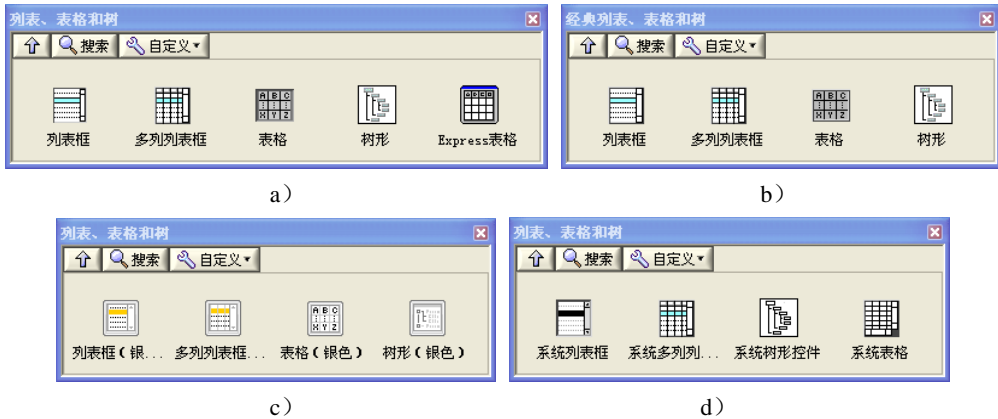 列表、表格和树
搜索 自定义
列表框 多列列表框 表格 树形 Express表格
a）
经典列表、表格和树
搜索 自定义
列表框 多列列表框 表格 树形
b）
列表、表格和树
搜索 自定义
列表框(银... 多列列表框... 表格(银色) 树形(银色)
c）
列表、表格和树
搜索 自定义
系统列表框 系统多列列... 系统树形控件 系统表格
d）